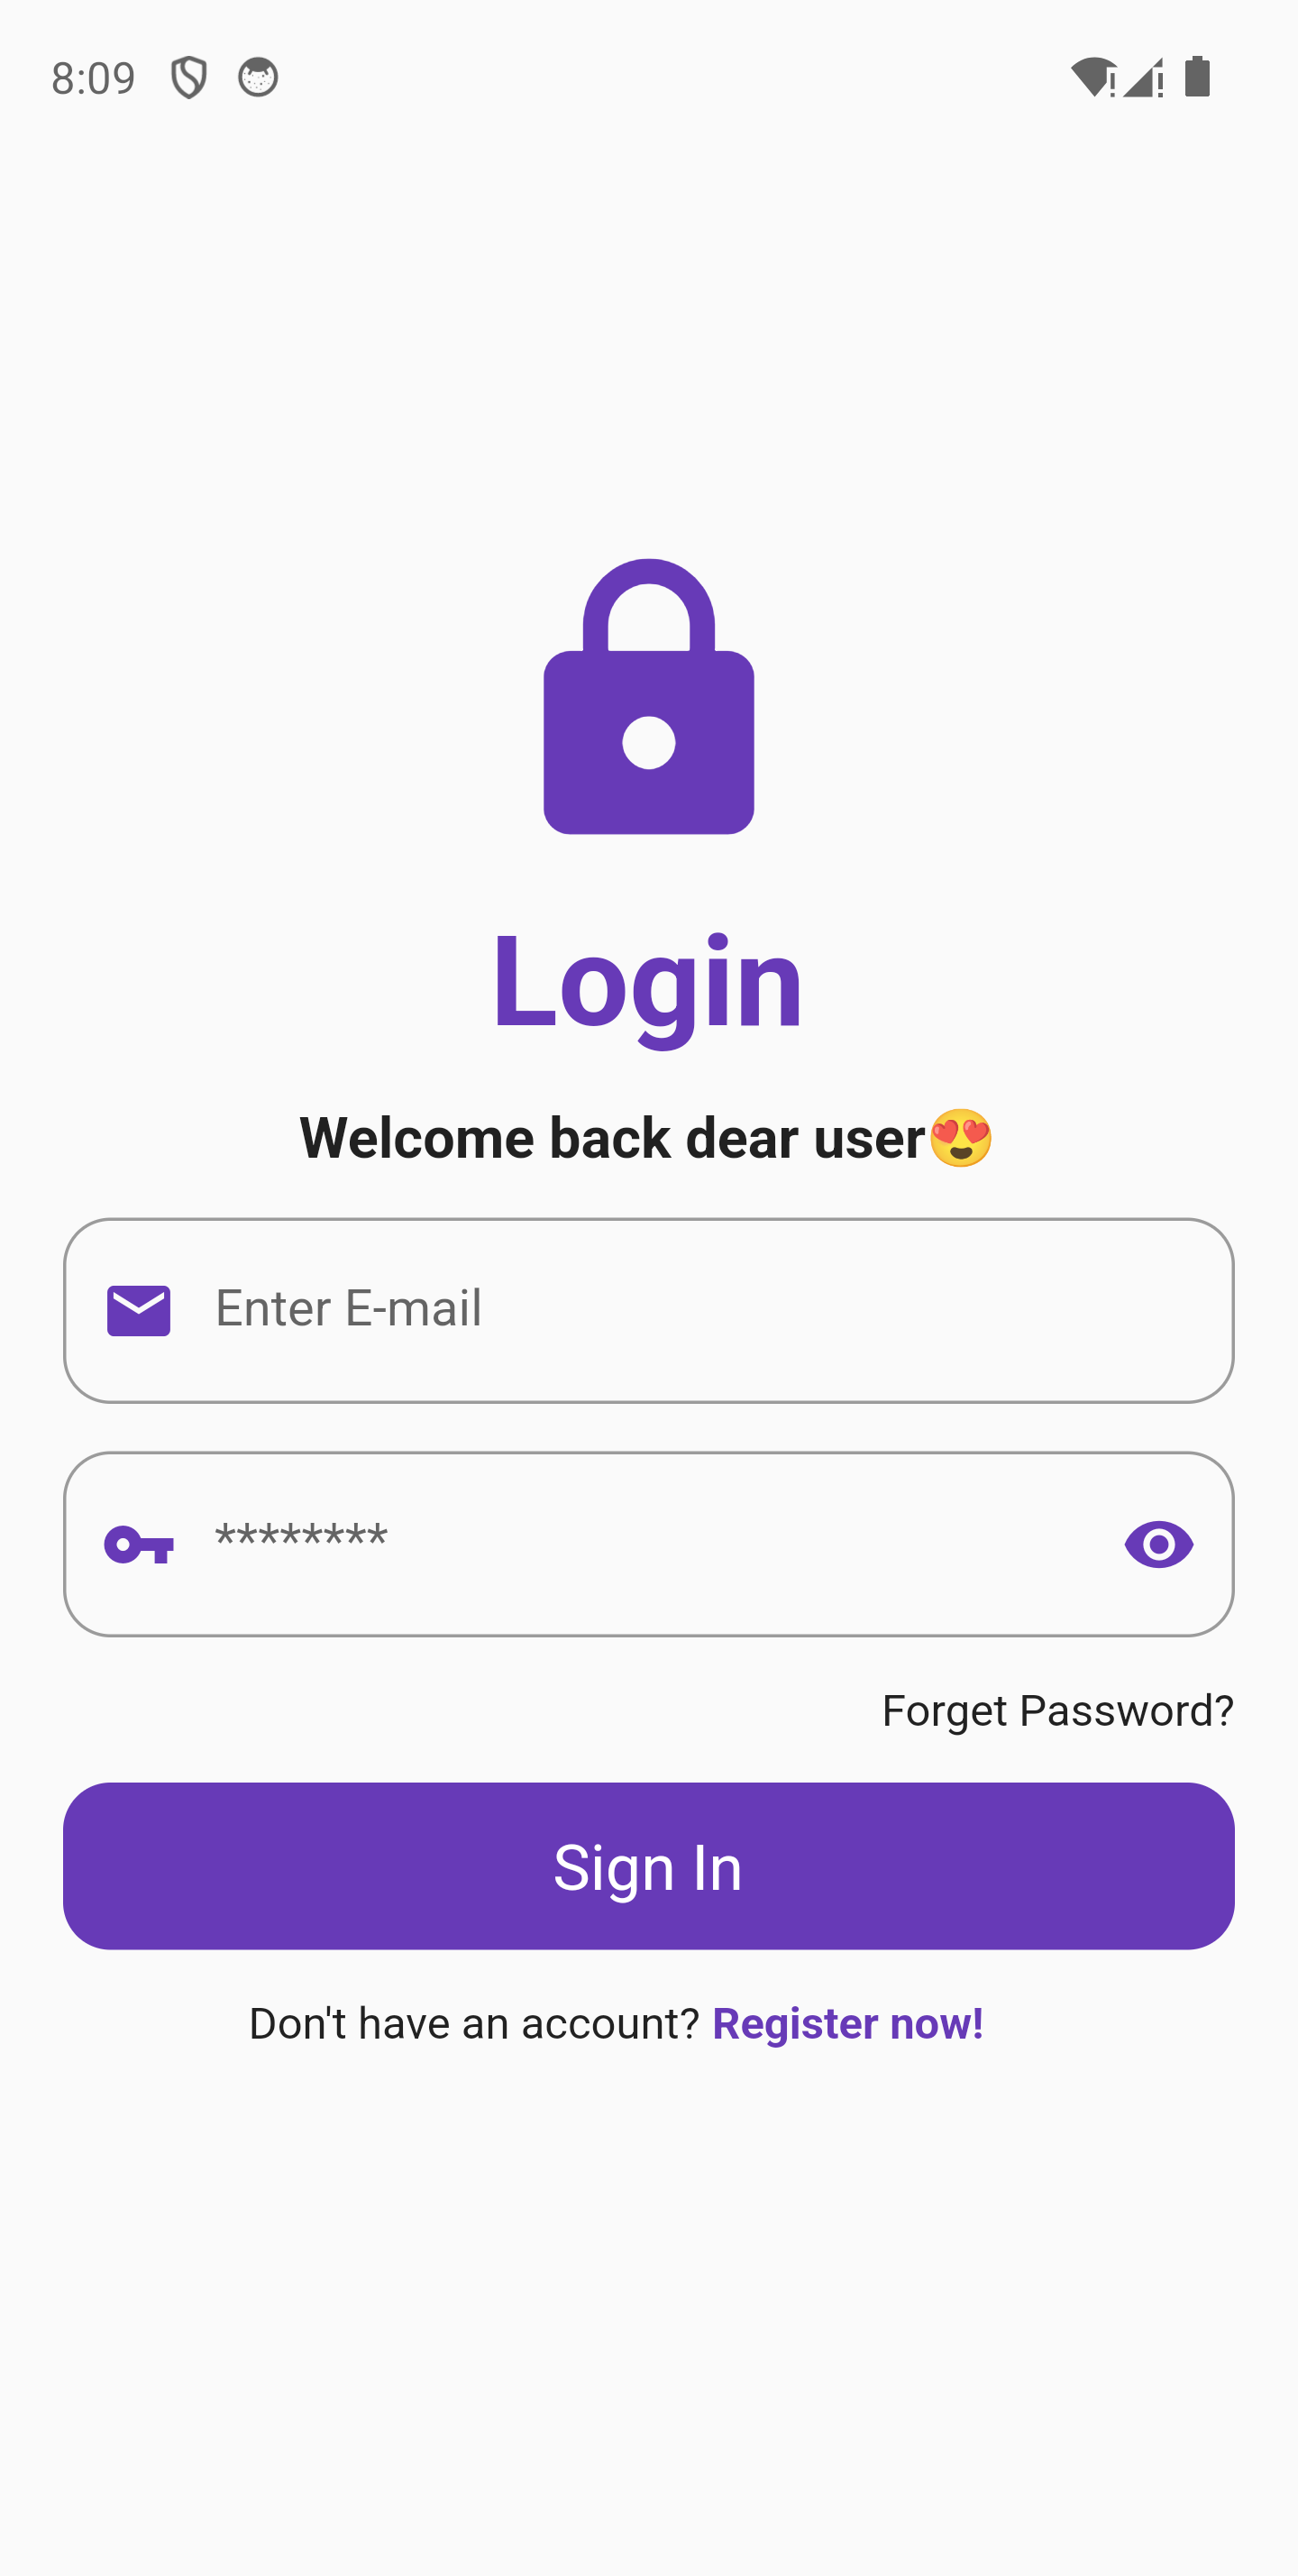 8:09
Login
Welcome back dear user😍
Enter E-mail
********
Forget Password?
Sign In
Don't have an account? Register now!